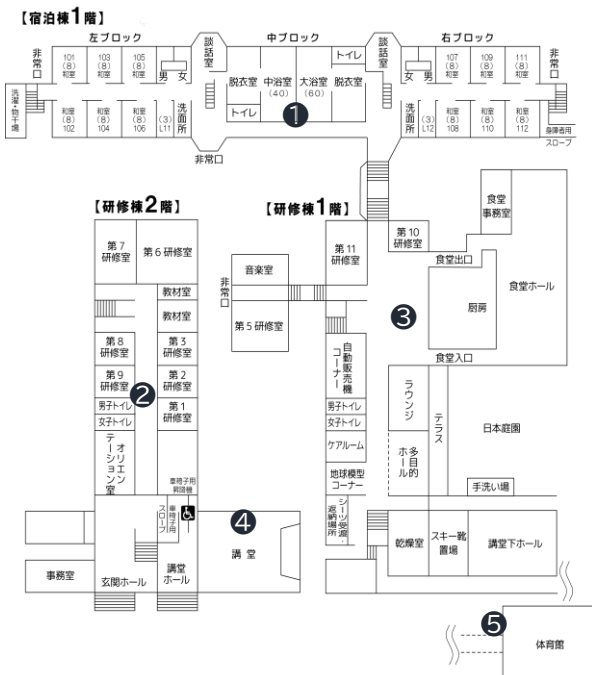 【宿泊棟1階】
左ブロック
中ブロック
右ブロック
非常口
101
(8)
和室
103
(8)
和室
105
(8)
和室
男
女
談話室
脱衣室
中浴室
(40)
大浴室
(60)
脱衣室
トイレ
トイレ
談話室
女
男
107
(8)
和室
109
(8)
和室
111
(8)
和室
非常口
洗濯・物干場
和室
(8)
102
和室
(8)
104
和室
(8)
106
(3)
L11
洗面所
1
洗面所
(3)
L12
和室
(8)
108
和室
(8)
110
和室
(8)
112
身障者用
スロープ
非常口
【研修棟2階】
第7
研修室
第6研修室
教材室
教材室
第8
研修室
第3
研修室
第9
研修室
第2
研修室
2
男子トイレ
女子トイレ
第1
研修室
オリエン
テーション室
車椅子用
昇降機
車椅子用
スロープ
4
講堂
事務室
玄関ホール
講堂
ホール
【研修棟1階】
第11
研修室
第10
研修室
食堂
事務室
食堂出口
食堂ホール
厨房
音楽室
非常口
第5研修室
3
食堂入口
自動販売機
コーナー
男子トイレ
女子トイレ
ケアルーム
地球模型
コーナー
シーツ受渡・
返納場所
ラウンジ
多目的
ホール
テラス
日本庭園
手洗い場
乾燥室
スキー靴
置場
講堂下ホール
5
体育館